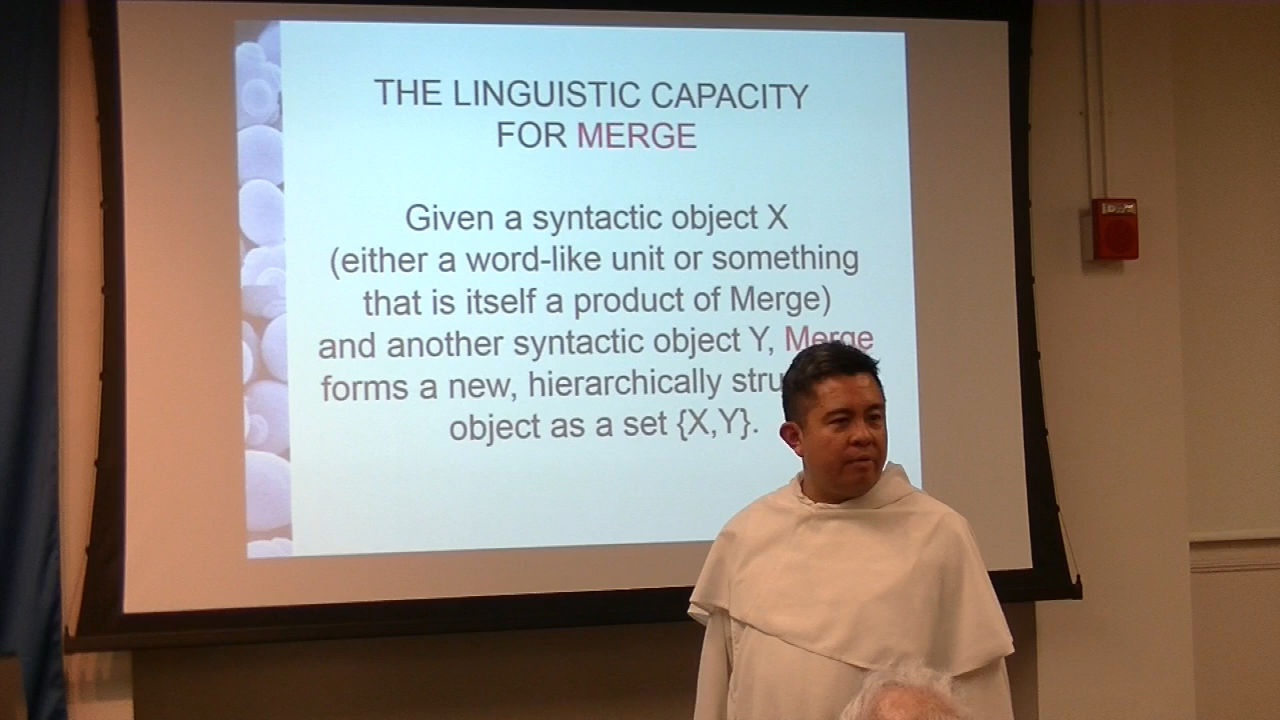 THE LINGUISTIC CAPACITY
FOR MERGE
Given a syntactic object X
(either a word-like unit or something
that is itself a product of Merge)
and another syntactic object Y, Merge
forms a new, hierarchically
object as a set {X,Y}.